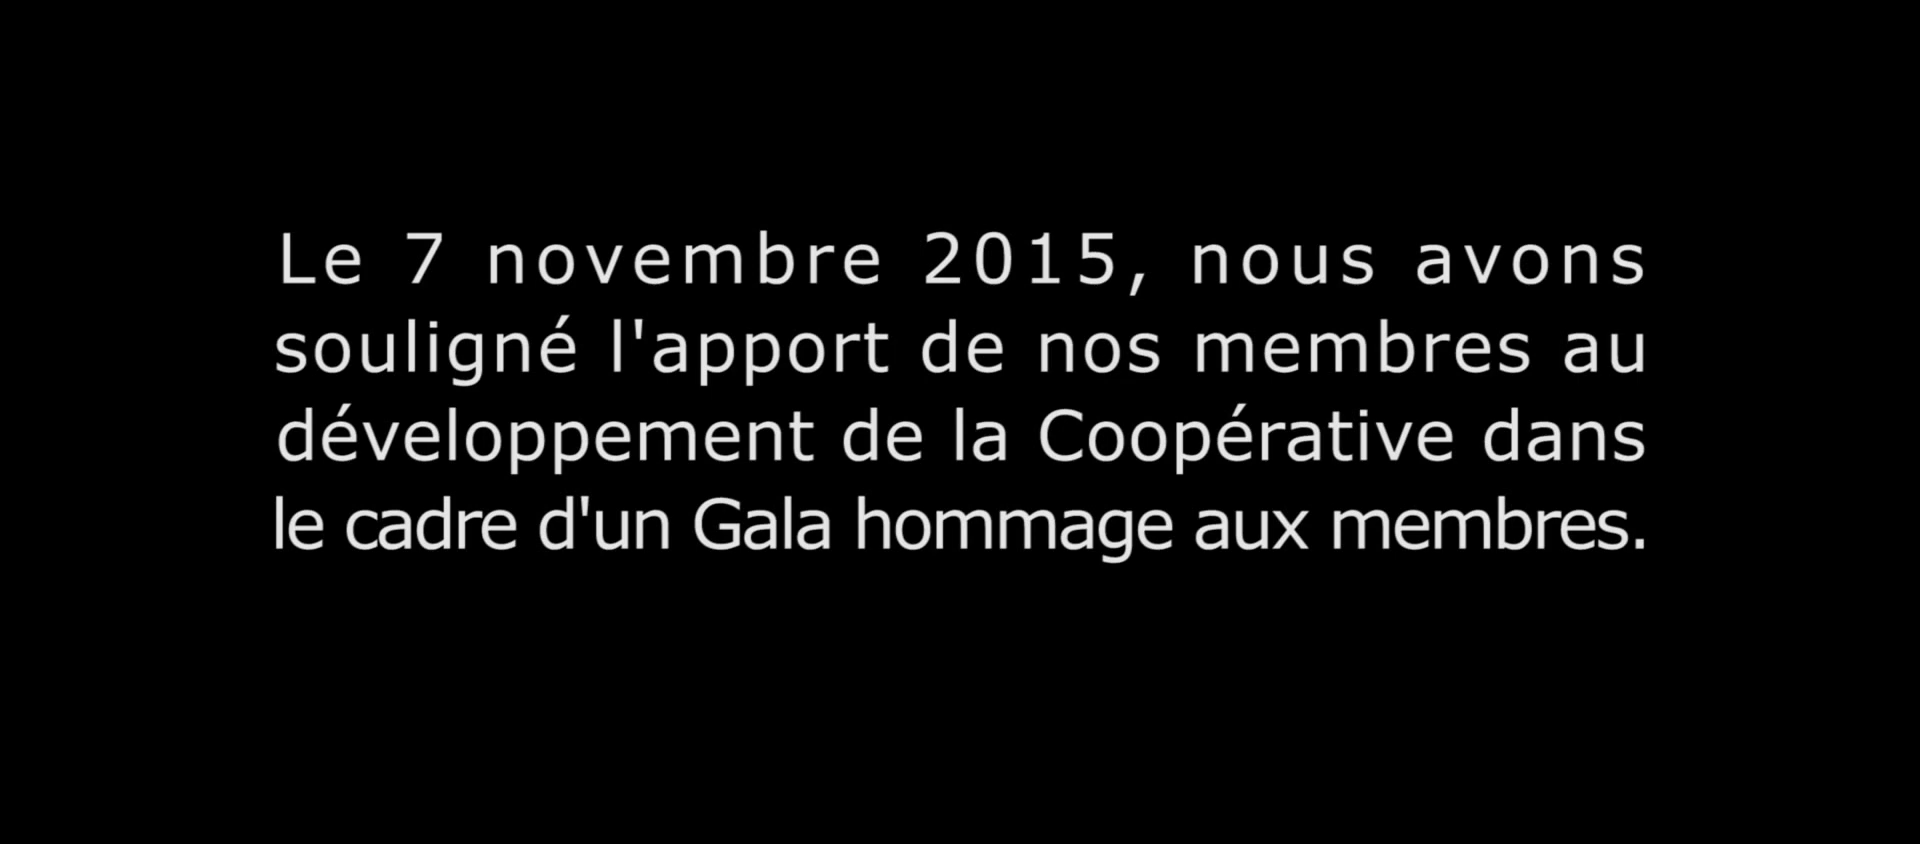 Le 7 novembre 2015, nous avons
souligné l'apport de nos membres au
développement de la Coopérative dans
le cadre d'un Gala hommage aux membres.